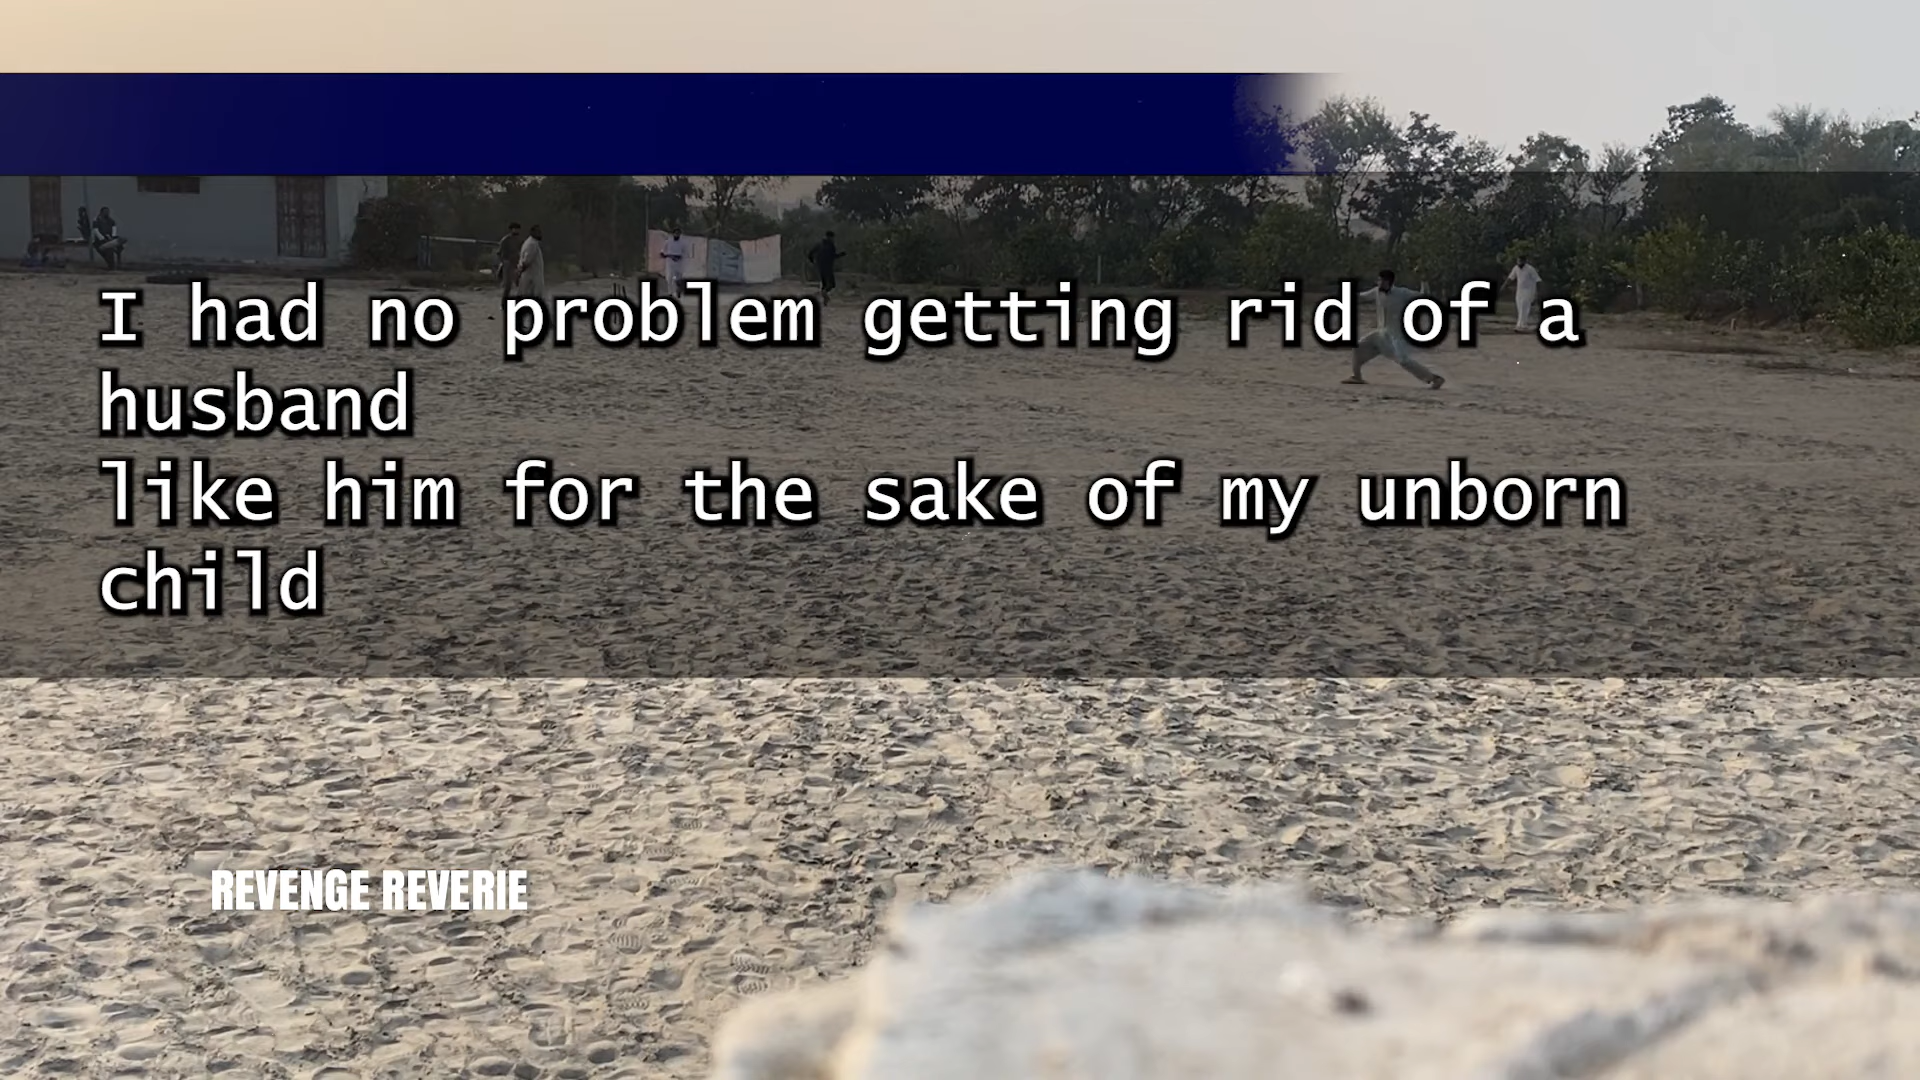 I had no problem getting rid of a
husband
like him for the sake of my unborn
child
REVENGE REVERIE